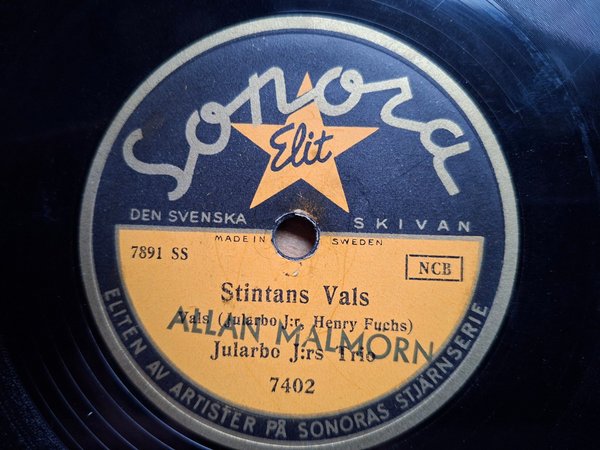 Sonora
Elit
DEN SVENSKA SKIVAN
MADE IN SWEDEN
7891 SS
NCB
Stintans Vals
Vals (Jularbo J:r, Henry Fuchs)
ALLAN MALMORN
Jularbo J:rs Trio
7402
ELITEN AV ARTISTER PÅ SONORAS STJÄRNSERIE